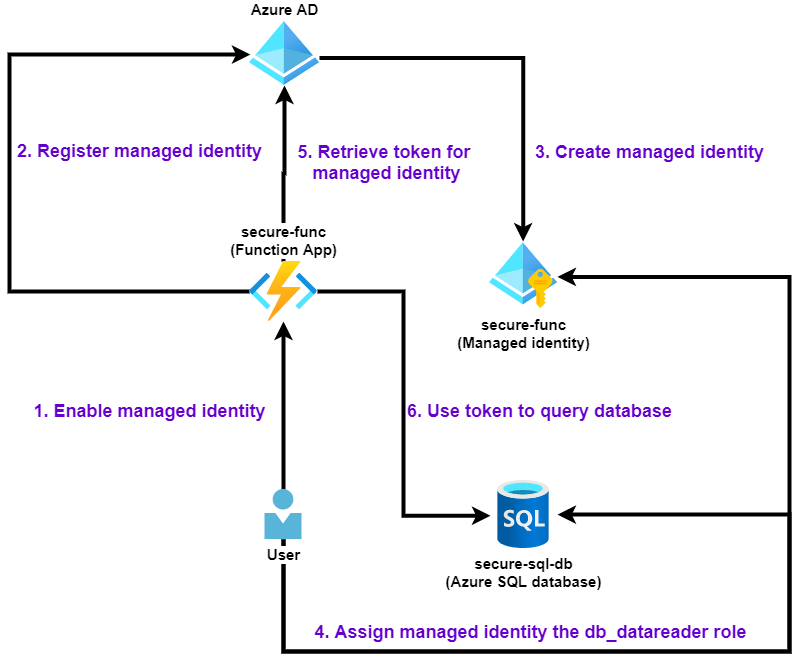 Azure AD
2. Register managed identity
5. Retrieve token for
managed identity
3. Create managed identity
secure-func
(Function App)
secure-func
(Managed identity)
1. Enable managed identity
6. Use token to query database
SQL
User
secure-sql-db
(Azure SQL database)
4. Assign managed identity the db_datareader role